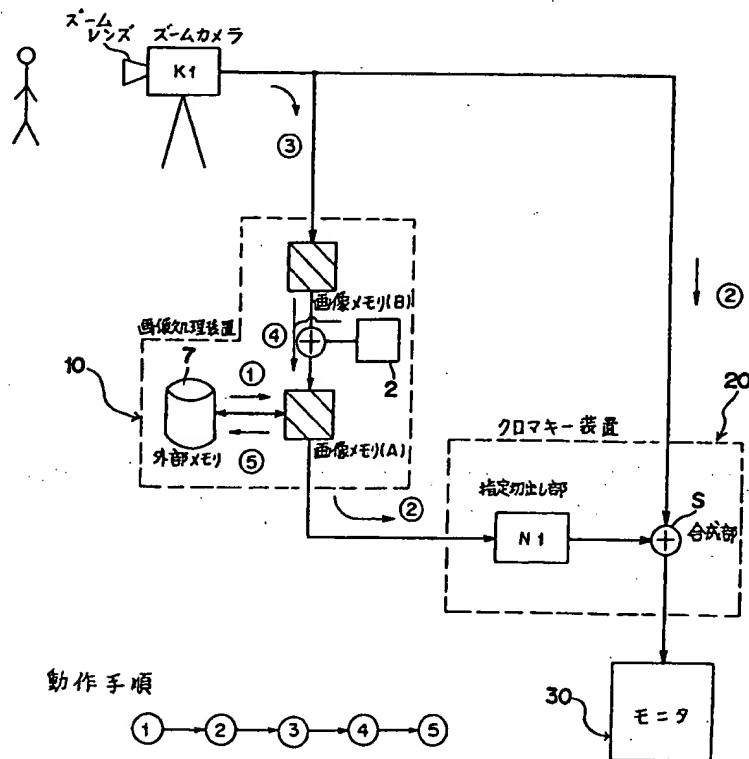 ズーム
レンズ
ズームカメラ
K1
③
画像メモリ(B)
画像処理装置
④
2
10
7
①
外部メモリ
⑤
画像メモリ(A)
②
②
20
クロマキー装置
指定切出し部
N1
S
合成部
動作手順
① ② ③ ④ ⑤
30
モニタ